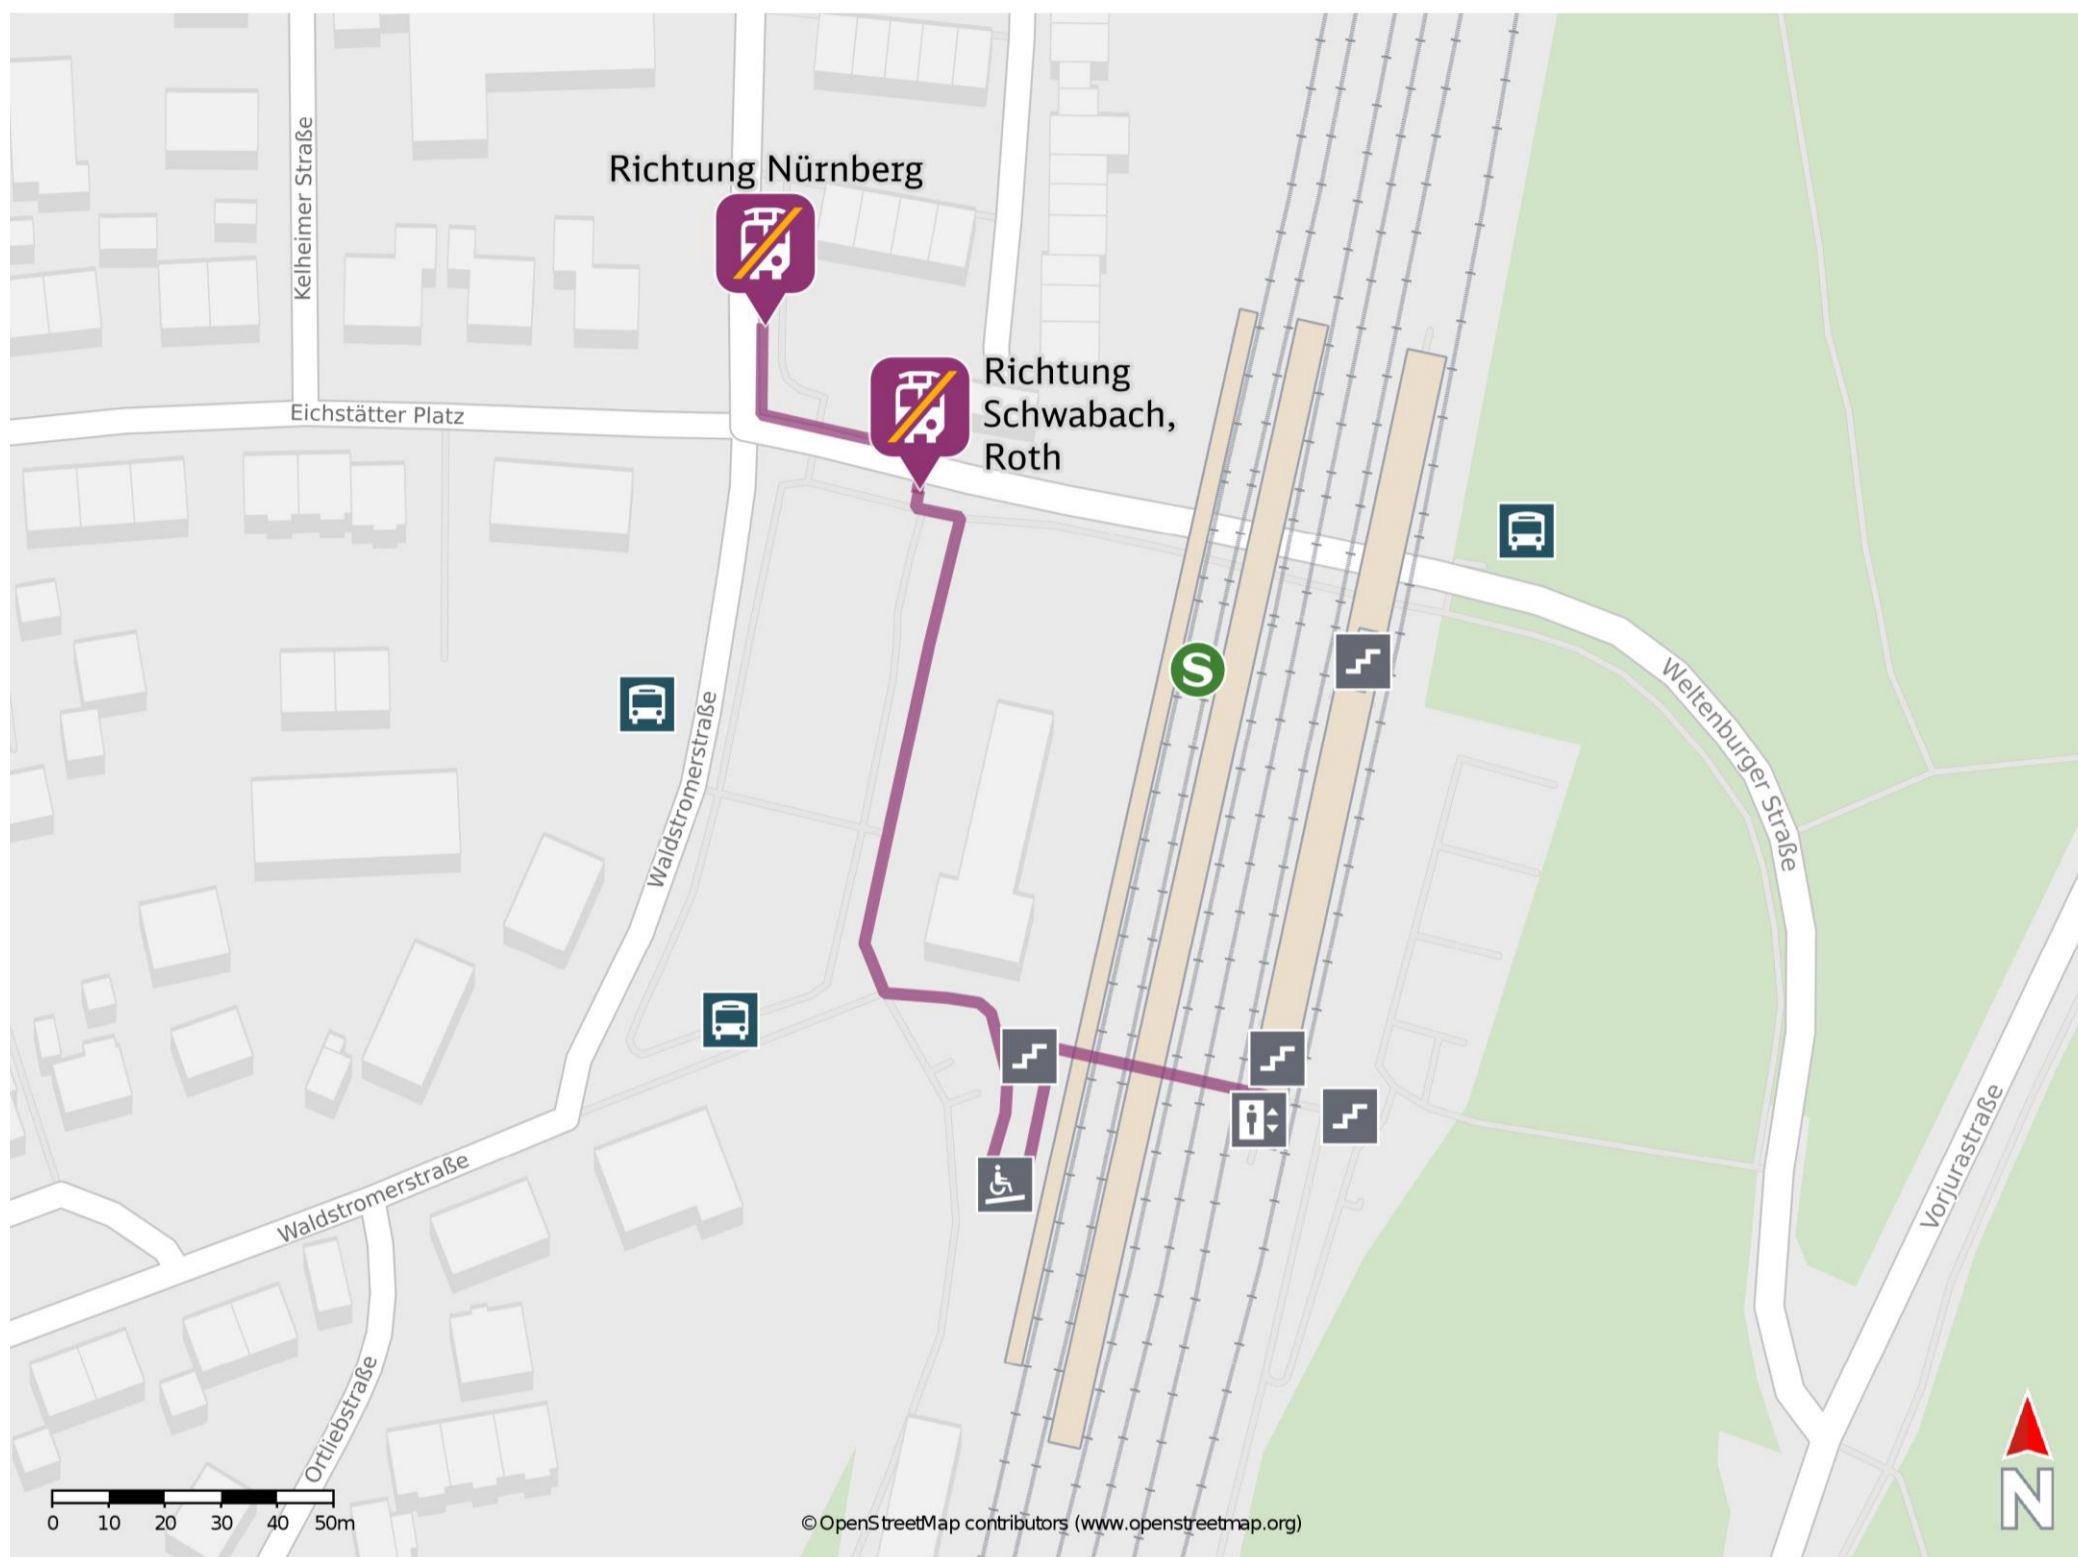 Kelheimer Straße
Richtung Nürnberg
Richtung
Schwabach,
Roth
Eichstätter Platz
S
Waldstromerstraße
Weltenburger Straße
Waldstromerstraße
Vorjurastraße
Ortliebstraße
0 10 20 30 40 50m
© OpenStreetMap contributors (www.openstreetmap.org)
N